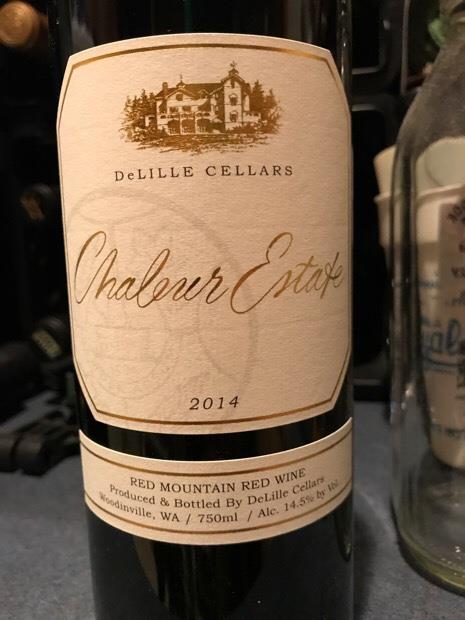 DeLILLE CELLARS
Chaleur Estate
2014
RED MOUNTAIN RED WINE
Produced & Bottled By DeLille Cellars
Woodinville, WA / 750ml / Alc. 14.5% by Vol.